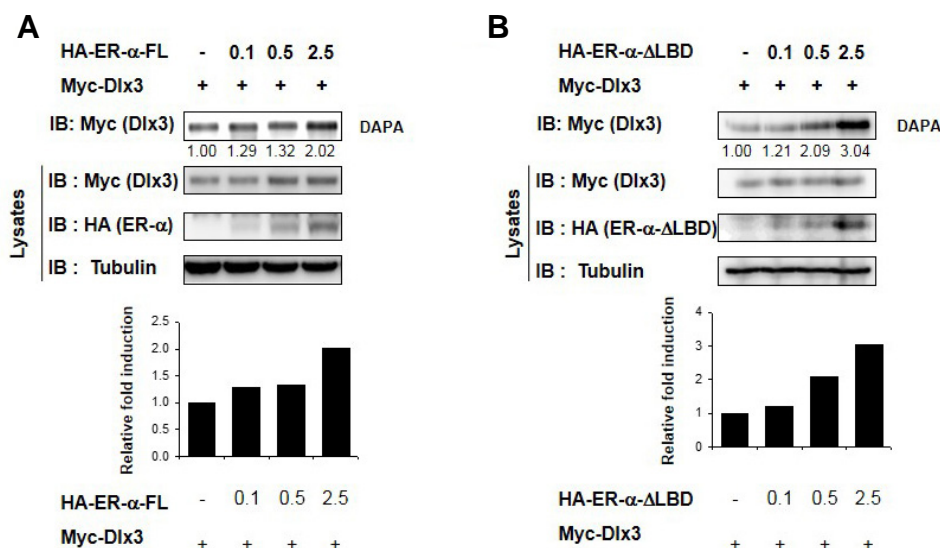 A
HA-ER-α-FL - 0.1 0.5 2.5
Myc-Dlx3 + + + +
IB: Myc (Dlx3) DAPA
1.00 1.29 1.32 2.02
Lysates
IB : Myc (Dlx3)
IB : HA (ER-α)
IB : Tubulin
Relative fold induction
2.5
2.0
1.5
1.0
0.5
0.0
HA-ER-α-FL - 0.1 0.5 2.5
Myc-Dlx3 + + + +
B
HA-ER-α-ΔLBD - 0.1 0.5 2.5
Myc-Dlx3 + + + +
IB: Myc (Dlx3) DAPA
1.00 1.21 2.09 3.04
Lysates
IB : Myc (Dlx3)
IB : HA (ER-α-ΔLBD)
IB : Tubulin
Relative fold induction
4
3
2
1
0
HA-ER-α-ΔLBD - 0.1 0.5 2.5
Myc-Dlx3 + + + +